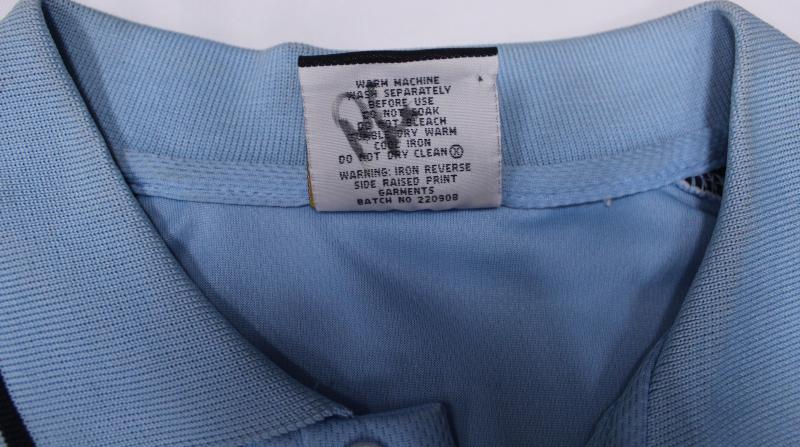 WARM MACHINE
WASH SEPARATELY
BEFORE USE
DO NOT SOAK
DO NOT BLEACH
TUMBLE DRY WARM
COOL IRON
DO NOT DRY CLEAN Ⓧ
WARNING: IRON REVERSE
SIDE RAISED PRINT
GARMENTS
BATCH NO 220908